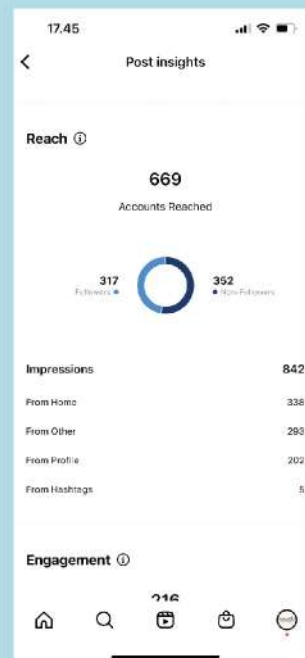 17.45
Post insights
Reach
669
Accounts Reached
317 352
Followers Non-Followers
Impressions 842
From Home 338
From Other 293
From Profile 202
From Hashtags 5
Engagement
216